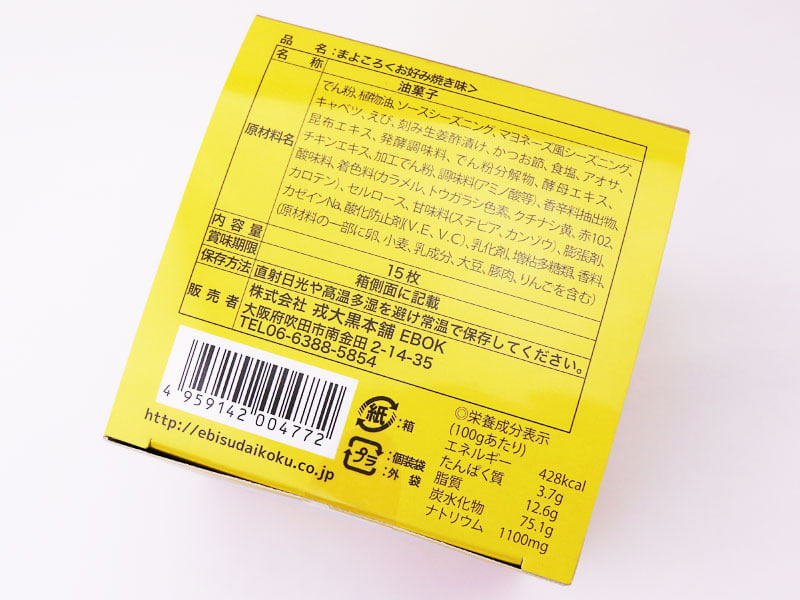 品名:まよころくお好み焼き味>
名称 油菓子
原材料名
でん粉、植物油、ソースシーズニング、マヨネーズ風シーズニング、
キャベツ、えび、刻み生姜酢漬け、かつお節、食塩、アオサ、
昆布エキス、発酵調味料、でん粉分解物、酵母エキス、
チキンエキス、加工でん粉、調味料(アミノ酸等)、香辛料抽出物、
酸味料、着色料(カラメル、トウガラシ色素、クチナシ黄、赤102、
カロテン)、セルロース、甘味料(ステビア、カンゾウ)、膨張剤、
カゼインNa、酸化防止剤(V.E、V.C)、乳化剤、増粘多糖類、香料、
(原材料の一部に卵、小麦、乳成分、大豆、豚肉、りんごを含む)
内容量 15枚
賞味期限 箱側面に記載
保存方法 直射日光や高温多湿を避け常温で保存してください。
販売者 株式会社 戎大黒本舗 EBOK
大阪府吹田市南金田2-14-35
TEL06-6388-5854
4 959142 004772
http://ebisudaikoku.co.jp
紙 :箱
プラ :個装袋
:外 袋
◎栄養成分表示
(100gあたり)
エネルギー 428kcal
たんぱく質 3.7g
脂質 12.6g
炭水化物 75.1g
ナトリウム 1100mg